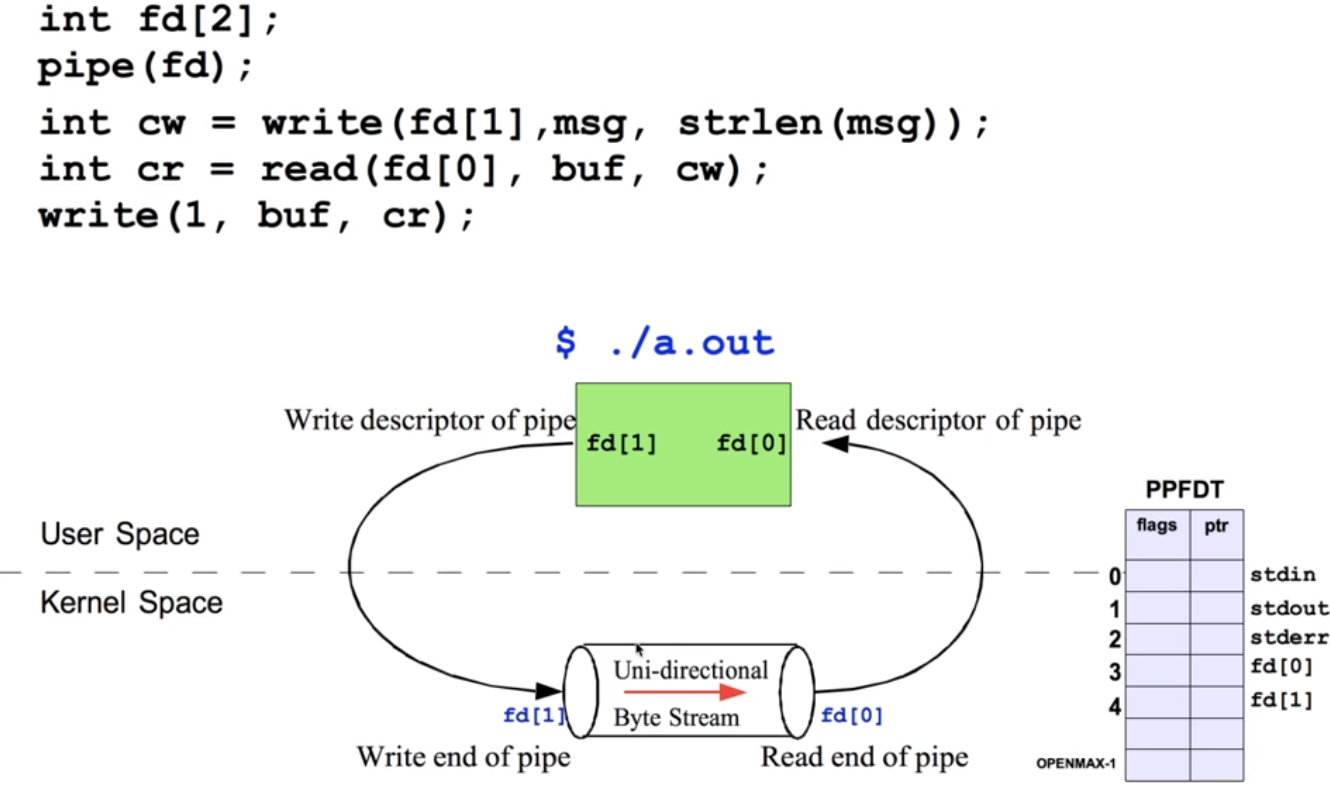 int fd[2];
pipe(fd);
int cw = write(fd[1],msg, strlen(msg));
int cr = read(fd[0], buf, cw);
write(1, buf, cr);
$ ./a.out
Write descriptor of pipe
fd[1] fd[0]
Read descriptor of pipe
User Space
Kernel Space
Uni-directional
Byte Stream
fd[1]
fd[0]
Write end of pipe
Read end of pipe
PPFDT
flags ptr
0 stdin
1 stdout
2 stderr
3 fd[0]
4 fd[1]
OPENMAX-1